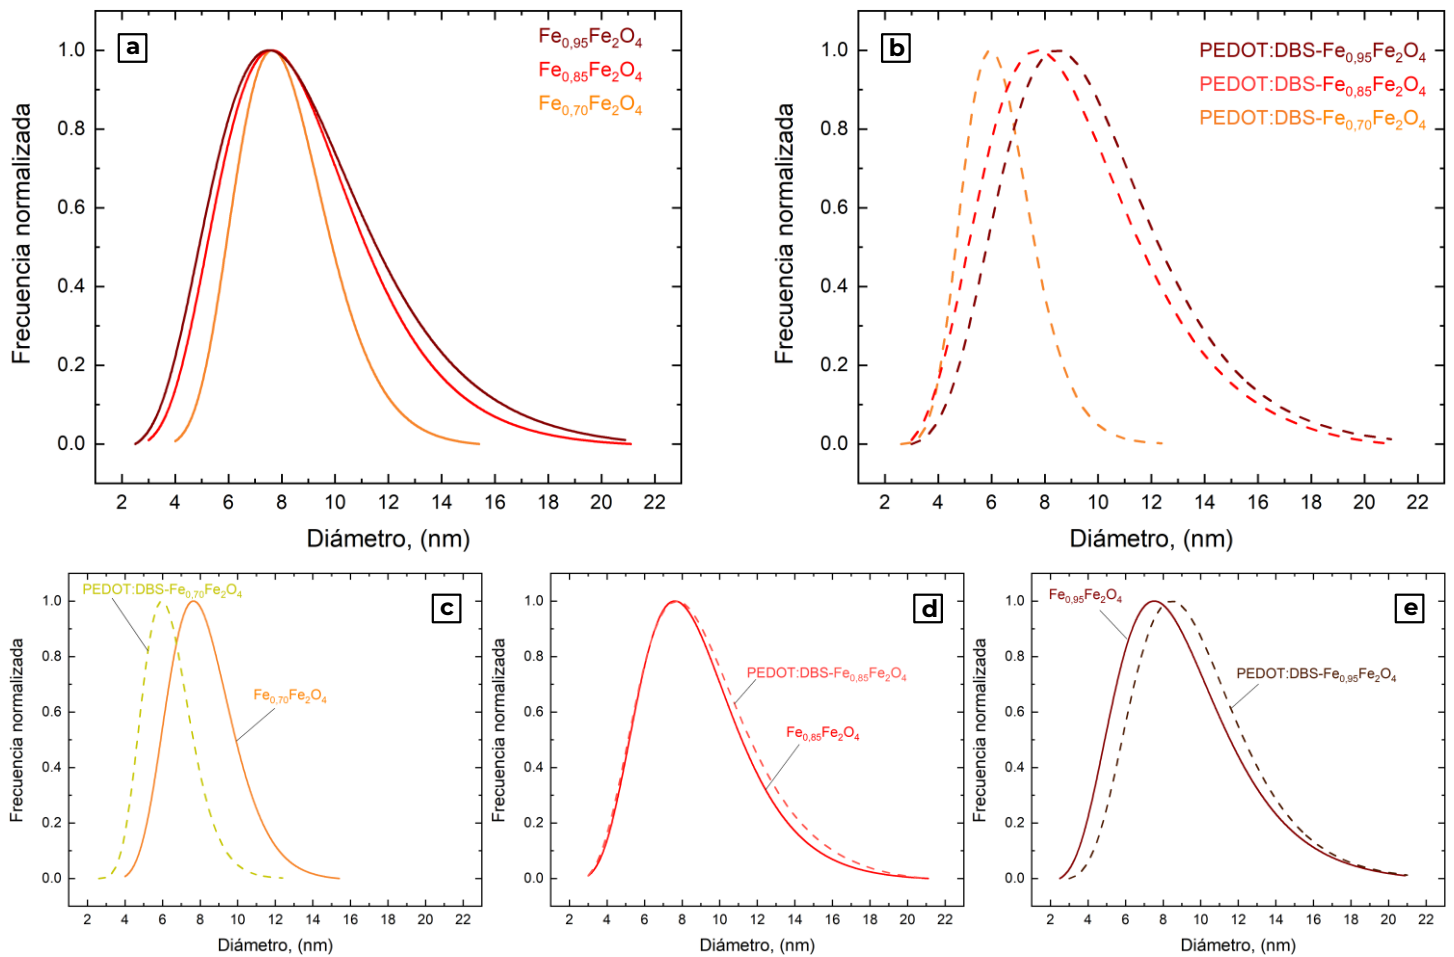 a
Fe0,95Fe2O4
Fe0,85Fe2O4
Fe0,70Fe2O4
1.0
0.8
0.6
0.4
0.2
0.0
Frecuencia normalizada
2 4 6 8 10 12 14 16 18 20 22
Diámetro, (nm)
b
PEDOT:DBS-Fe0,95Fe2O4
PEDOT:DBS-Fe0,85Fe2O4
PEDOT:DBS-Fe0,70Fe2O4
1.0
0.8
0.6
0.4
0.2
0.0
Frecuencia normalizada
2 4 6 8 10 12 14 16 18 20 22
Diámetro, (nm)
c
PEDOT:DBS-Fe0,70Fe2O4
Fe0,70Fe2O4
1.0
0.8
0.6
0.4
0.2
0.0
Frecuencia normalizada
2 4 6 8 10 12 14 16 18 20 22
Diámetro, (nm)
d
PEDOT:DBS-Fe0,85Fe2O4
Fe0,85Fe2O4
1.0
0.8
0.6
0.4
0.2
0.0
Frecuencia normalizada
2 4 6 8 10 12 14 16 18 20 22
Diámetro, (nm)
e
Fe0,95Fe2O4
PEDOT:DBS-Fe0,95Fe2O4
1.0
0.8
0.6
0.4
0.2
0.0
Frecuencia normalizada
2 4 6 8 10 12 14 16 18 20 22
Diámetro, (nm)